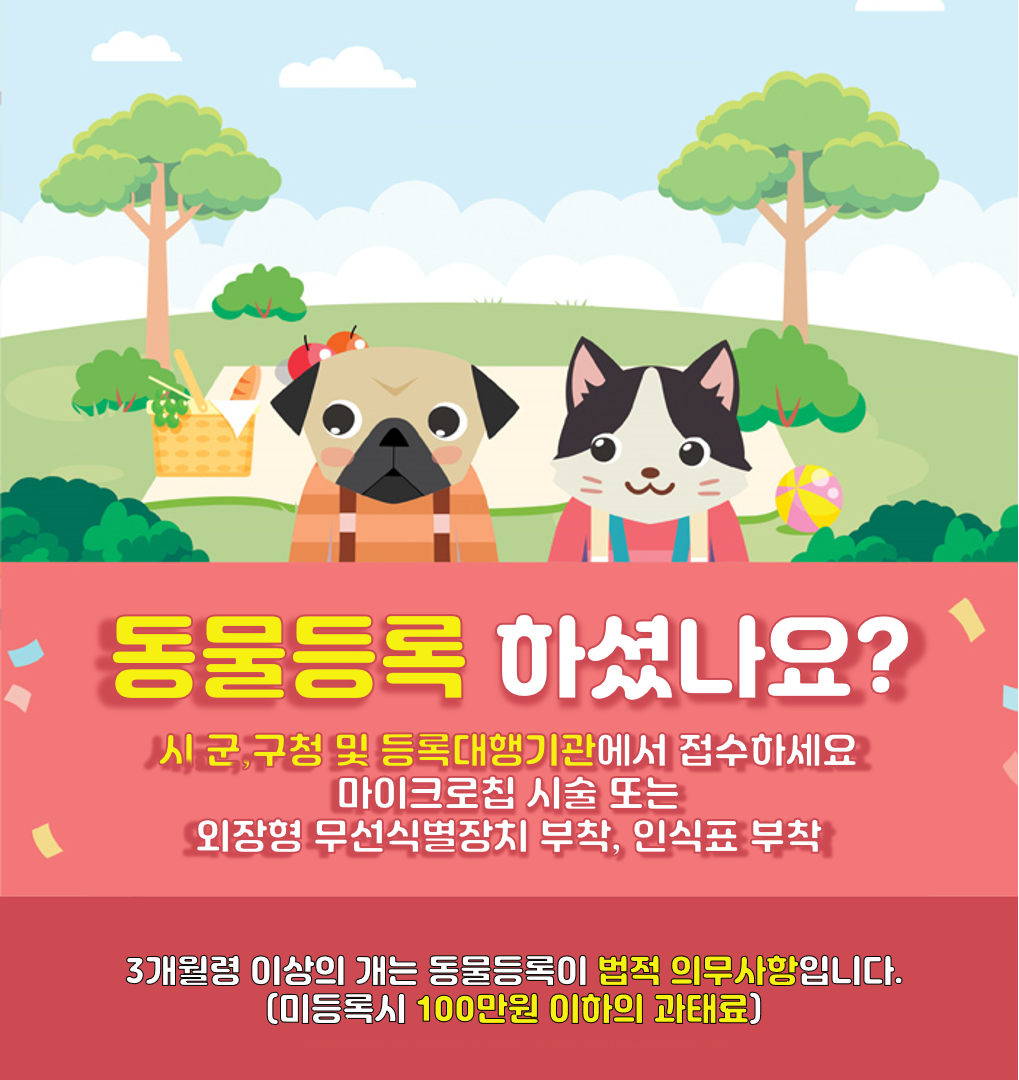 동물등록 하셨나요?
시 군,구청 및 등록대행기관에서 접수하세요
마이크로칩 시술 또는
외장형 무선식별장치 부착, 인식표 부착
3개월령 이상의 개는 동물등록이 법적 의무사항입니다.
(미등록시 100만원 이하의 과태료)